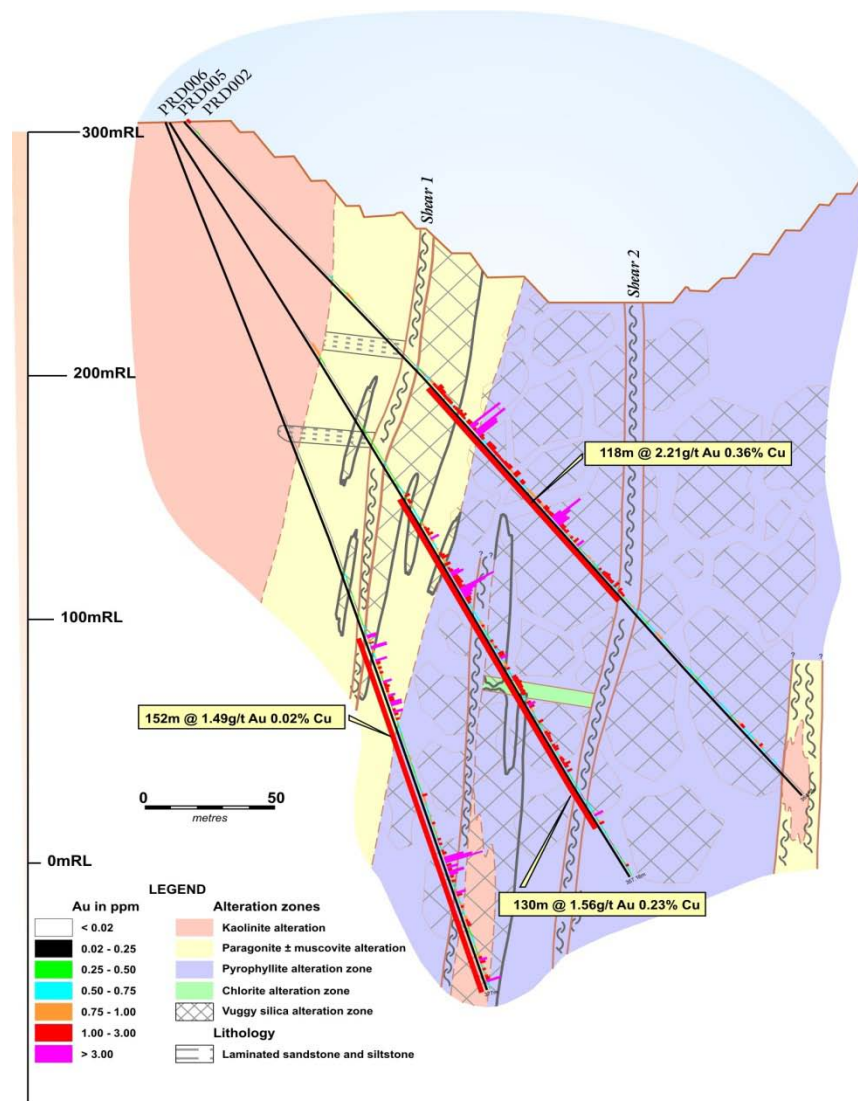 PRD006
PRD005
PRD002
300mRL
Shear 1
Shear 2
200mRL
118m @ 2.21g/t Au 0.36% Cu
100mRL
? ?
? ?
152m @ 1.49g/t Au 0.02% Cu
0 50
metres
0mRL
130m @ 1.56g/t Au 0.23% Cu
LEGEND
Au in ppm
< 0.02
0.02 - 0.25
0.25 - 0.50
0.50 - 0.75
0.75 - 1.00
1.00 - 3.00
> 3.00
Alteration zones
Kaolinite alteration
Paragonite ± muscovite alteration
Pyrophyllite alteration zone
Chlorite alteration zone
Vuggy silica alteration zone
Lithology
Laminated sandstone and siltstone